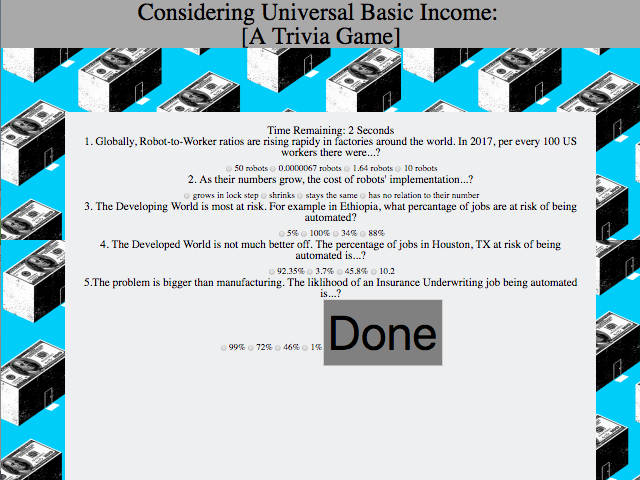 Considering Universal Basic Income:
[A Trivia Game]
Time Remaining: 2 Seconds
1. Globally, Robot-to-Worker ratios are rising rapidy in factories around the world. In 2017, per every 100 US
workers there were...?
50 robots 0.0000067 robots 1.64 robots 10 robots
2. As their numbers grow, the cost of robots' implementation...?
grows in lock step shrinks stays the same has no relation to their number
3. The Developing World is most at risk. For example in Ethiopia, what percantage of jobs are at risk of being
automated?
5% 100% 34% 88%
4. The Developed World is not much better off. The percentage of jobs in Houston, TX at risk of being
automated is...?
92.35% 3.7% 45.8% 10.2
5.The problem is bigger than manufacturing. The liklihood of an Insurance Underwriting job being automated
is...?
99% 72% 46% 1% Done